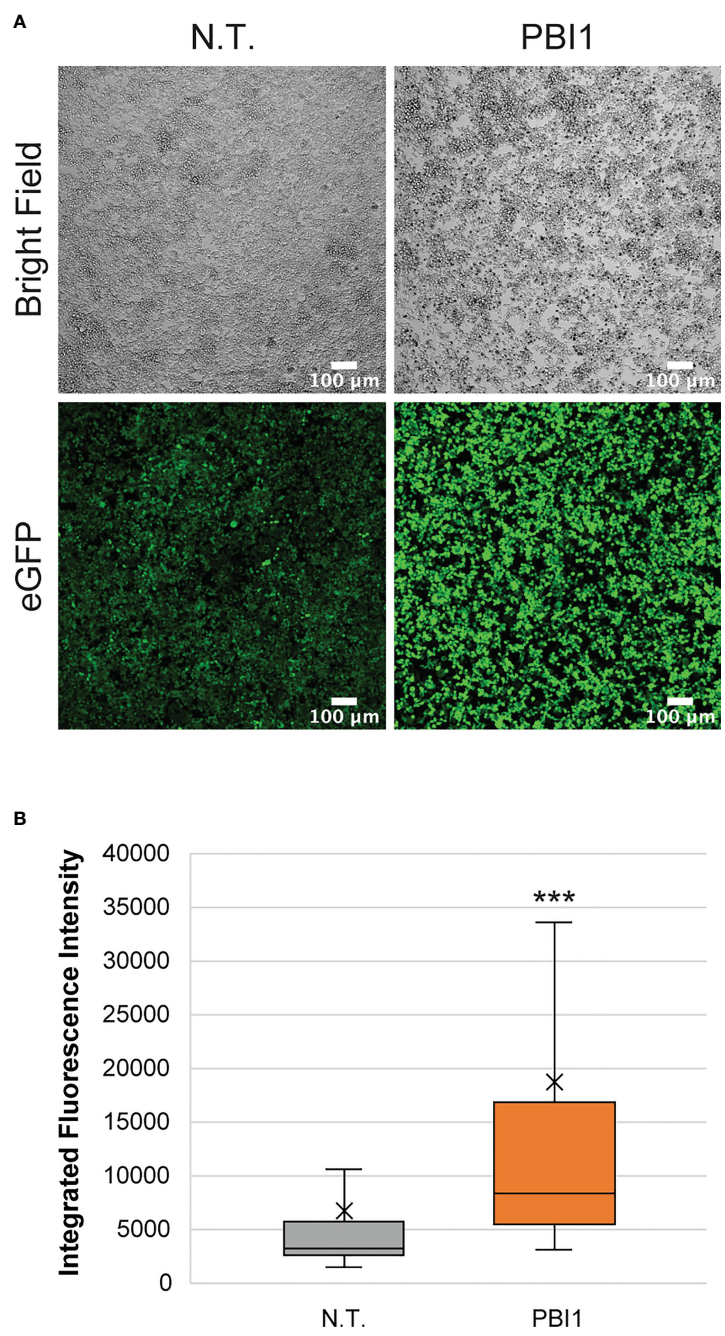 A
N.T. PBI1
Bright Field
100 µm 100 µm
eGFP
100 µm 100 µm
B
Integrated Fluorescence Intensity
40000
35000
***
30000
25000
20000
15000
10000
5000
0
N.T. PBI1